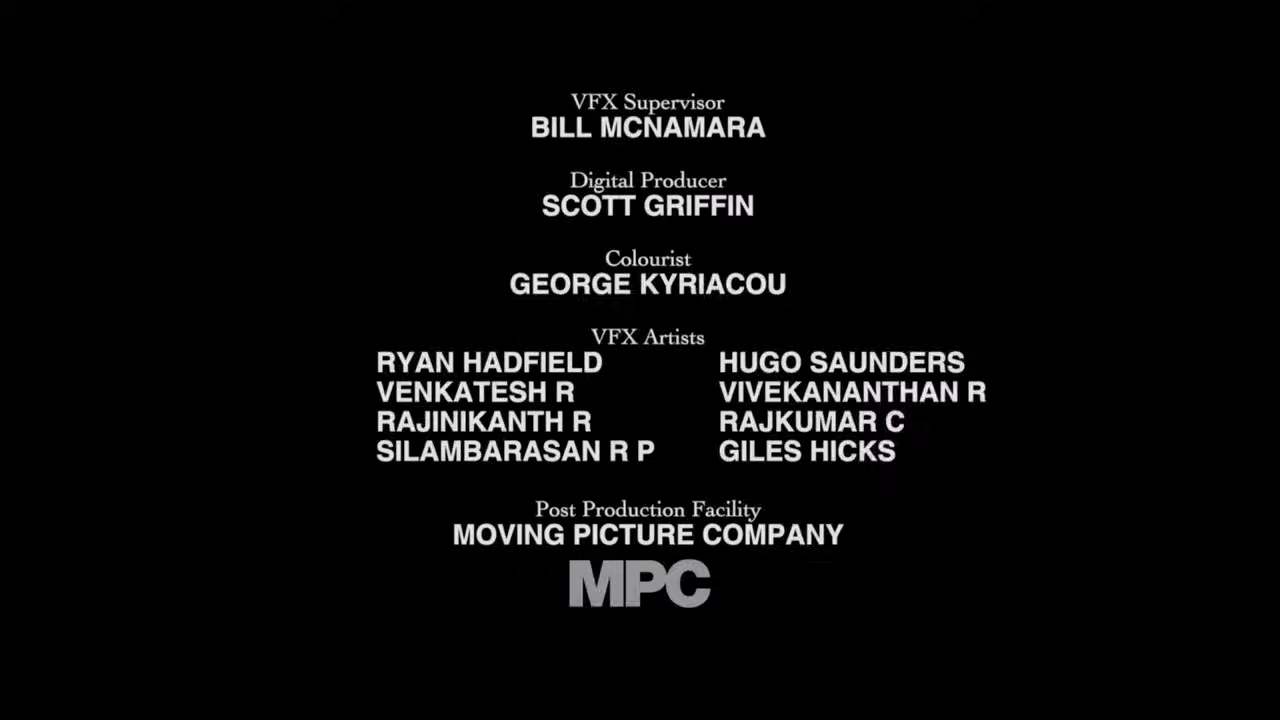 VFX Supervisor
BILL MCNAMARA
Digital Producer
SCOTT GRIFFIN
Colourist
GEORGE KYRIACOU
VFX Artists
RYAN HADFIELD HUGO SAUNDERS
VENKATESH R VIVEKANANTHAN R
RAJINIKANTH R RAJKUMAR C
SILAMBARASAN R P GILES HICKS
Post Production Facility
MOVING PICTURE COMPANY
MPC